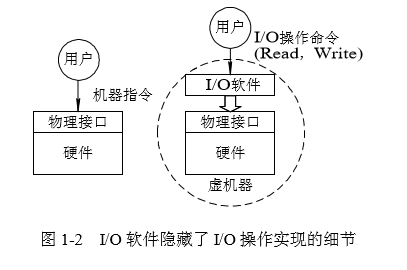 用户
机器指令
物理接口
硬件
用户
I/O操作命令
(Read, Write)
I/O软件
物理接口
硬件
虚机器
图 1-2 I/O 软件隐藏了 I/O 操作实现的细节